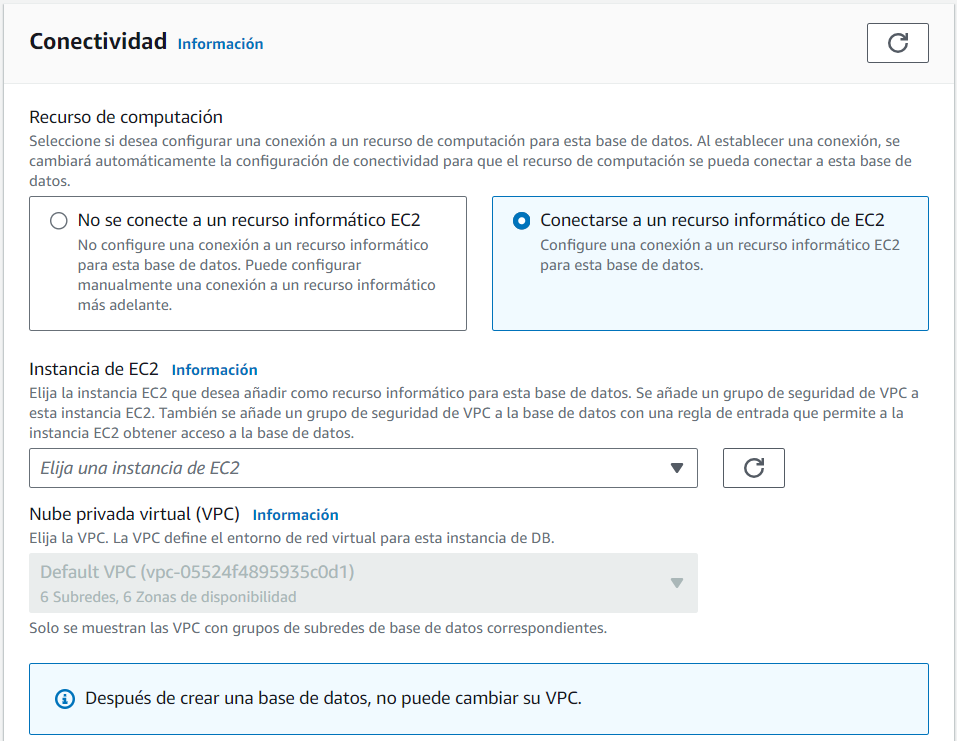 Conectividad Información
Recurso de computación
Seleccione si desea configurar una conexión a un recurso de computación para esta base de datos. Al establecer una conexión, se
cambiará automáticamente la configuración de conectividad para que el recurso de computación se pueda conectar a esta base de
datos.
No se conecte a un recurso informático EC2
No configure una conexión a un recurso informático
para esta base de datos. Puede configurar
manualmente una conexión a un recurso informático
más adelante.
Conectarse a un recurso informático de EC2
Configure una conexión a un recurso informático EC2
para esta base de datos.
Instancia de EC2 Información
Elija la instancia EC2 que desea añadir como recurso informático para esta base de datos. Se añade un grupo de seguridad de VPC a
esta instancia EC2. También se añade un grupo de seguridad de VPC a la base de datos con una regla de entrada que permite a la
instancia EC2 obtener acceso a la base de datos.
Elija una instancia de EC2
Nube privada virtual (VPC) Información
Elija la VPC. La VPC define el entorno de red virtual para esta instancia de DB.
Default VPC (vpc-05524f4895935c0d1)
6 Subredes, 6 Zonas de disponibilidad
Solo se muestran las VPC con grupos de subredes de base de datos correspondientes.
Después de crear una base de datos, no puede cambiar su VPC.